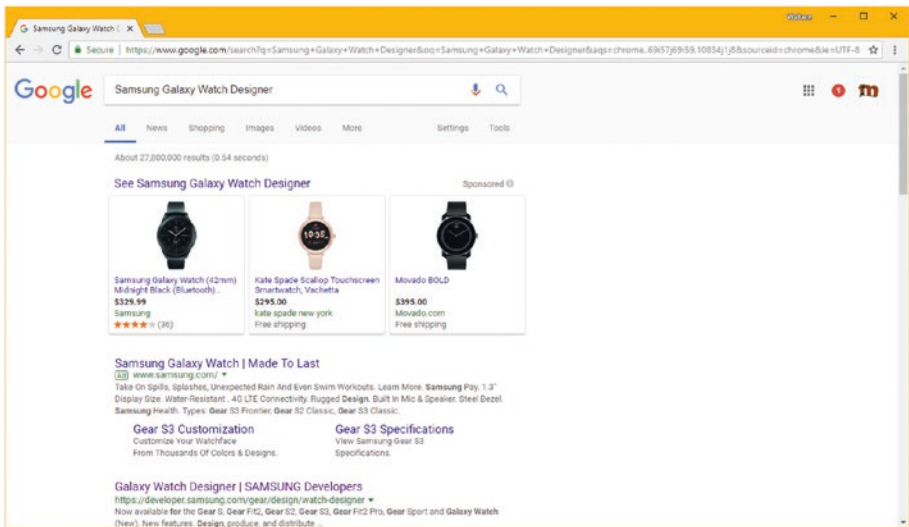 Samsung Galaxy Watch D
Secure | https://www.google.com/search?q=Samsung+Galaxy+Watch+Designer&oq=Samsung+Galaxy+Watch+Designer&aqs=chrome..69i57j69i59.10834j1j8&sourceid=chrome&ie=UTF-8
Google
Samsung Galaxy Watch Designer
1
m
All News Shopping Images Videos More Settings Tools
About 27,800,000 results (0.54 seconds)
See Samsung Galaxy Watch Designer
Sponsored
Samsung Galaxy Watch (42mm)
Midnight Black (Bluetooth)...
$329.99
Samsung
(36)
Kate Spade Scallop Touchscreen
Smartwatch, Vachetta
$295.00
kate spade new york
Free shipping
Movado BOLD
$395.00
Movado.com
Free shipping
Samsung Galaxy Watch | Made To Last
Ad www.samsung.com/
Take On Spills, Splashes, Unexpected Rain And Even Swim Workouts. Learn More. Samsung Pay. 1.3"
Display Size. Water-Resistant. 4G LTE Connectivity. Rugged Design. Built In Mic & Speaker. Steel Bezel.
Samsung Health. Types: Gear S3 Frontier, Gear S2 Classic, Gear S3 Classic.
Gear S3 Customization
Customize Your Watchface
From Thousands Of Colors & Designs.
Gear S3 Specifications
View Samsung Gear S3
Specifications.
Galaxy Watch Designer | SAMSUNG Developers
https://developer.samsung.com/gear/design/watch-designer
Now available for the Gear S, Gear Fit2, Gear S2, Gear S3, Gear Fit2 Pro, Gear Sport and Galaxy Watch
(New). New features. Design, produce, and distribute ...